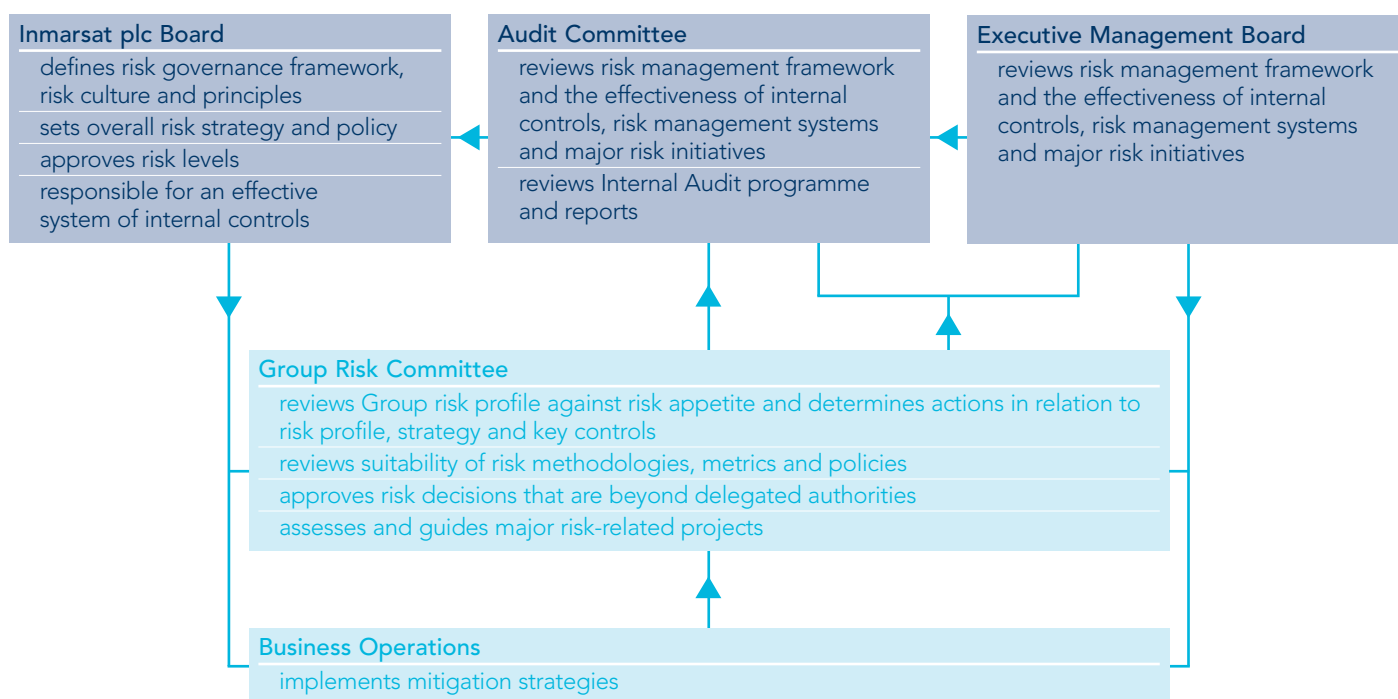 Inmarsat plc Board
defines risk governance framework,
risk culture and principles
sets overall risk strategy and policy
approves risk levels
responsible for an effective
system of internal controls
Audit Committee
reviews risk management framework
and the effectiveness of internal
controls, risk management systems
and major risk initiatives
reviews Internal Audit programme
and reports
Executive Management Board
reviews risk management framework
and the effectiveness of internal
controls, risk management systems
and major risk initiatives
Group Risk Committee
reviews Group risk profile against risk appetite and determines actions in relation to
risk profile, strategy and key controls
reviews suitability of risk methodologies, metrics and policies
approves risk decisions that are beyond delegated authorities
assesses and guides major risk-related projects
Business Operations
implements mitigation strategies